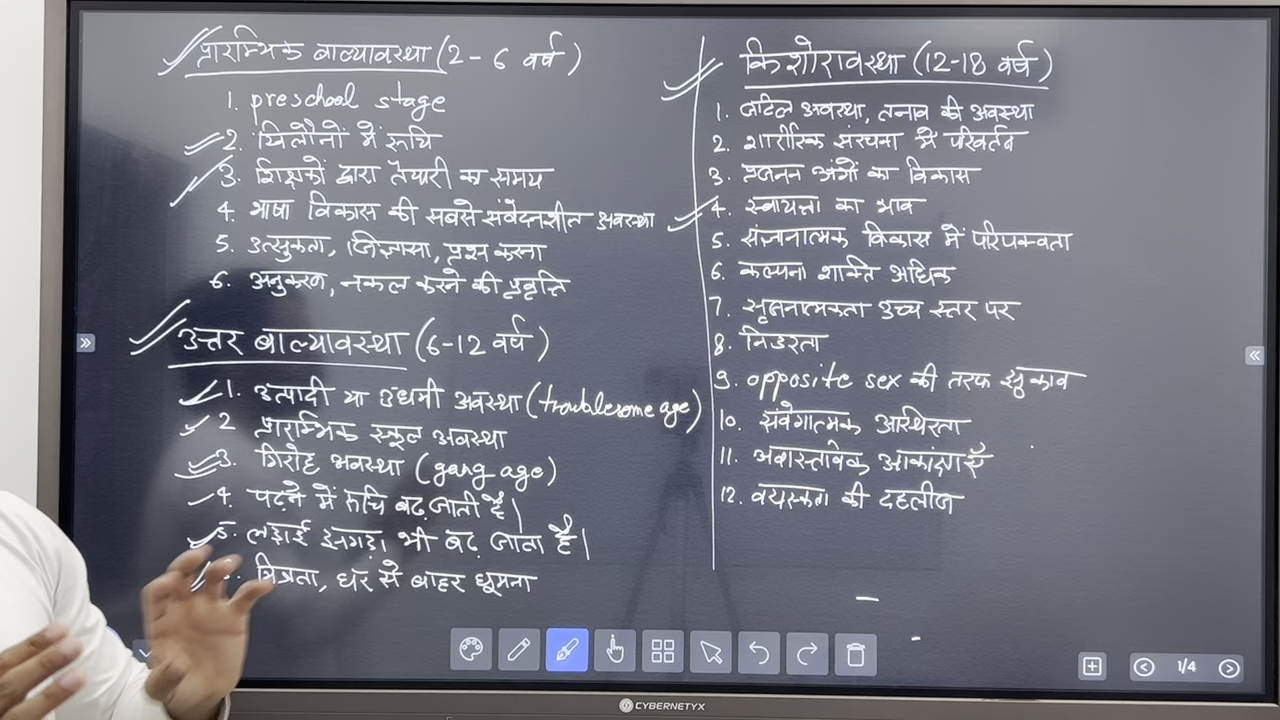 प्रारम्भिक बाल्यावस्था (2-6 वर्ष)
1. preschool stage
2. खिलौनों में रूचि
3. शिक्षकों द्वारा तैयारी का समय
4. भाषा विकास की सबसे संवेदनशील अवस्था
5. उत्सुकता, जिज्ञासा, प्रश्न करना
6. अनुकरण, नकल करने की प्रवृत्ति
उत्तर बाल्यावस्था (6-12 वर्ष)
1. उत्पादी या उधमी अवस्था (troublesome age)
2 प्रारम्भिक स्कूल अवस्था
3. गिरोह अवस्था (gang age)
4. पढ़ने में रुचि बढ़ जाती है।
5. लड़ाई झगड़ा भी बढ़ जाता है।
मित्रता, घर से बाहर घूमना
किशोरावस्था (12-18 वर्ष)
1. जटिल अवस्था, तनाव की अवस्था
2. शारीरिक संरचना में परिवर्तन
3. प्रजनन अंगों का विकास
4. स्वायत्ता का भाव
5. संज्ञानात्मक विकास में परिपक्वता
6. कल्पना शक्ति अधिक
7. सृजनात्मकता उच्च स्तर पर
8. निडरता
9. opposite sex की तरफ झुकाव
10. संवेगात्मक अस्थिरता
11. अवास्तविक आकांक्षाएँ
12. वयस्कता की दहलीज
1/4
CYBERNETYX